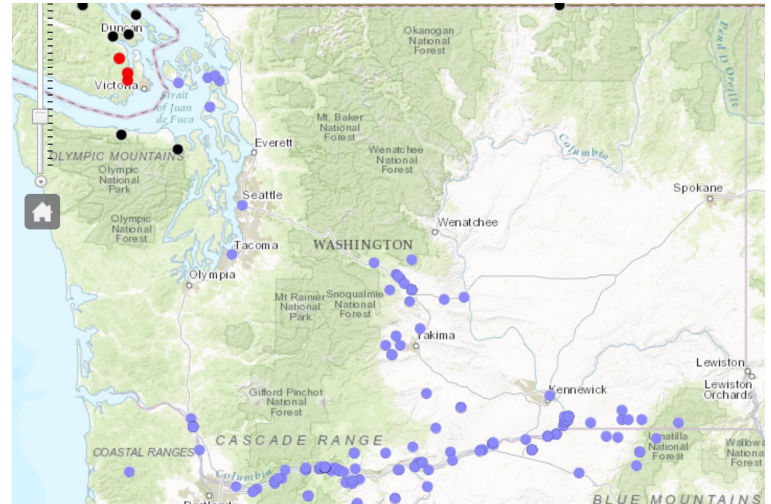 Okanogan
National
Forest
Pend D'Oreille
Duncan
Victoria
Strait
of Juan
de Fuca
Mt. Baker
National
Forest
Everett
Wenatchee
National
Forest
Columbia
OLYMPIC MOUNTAINS
Olympic
National
Park
Spokane
Seattle
Olympic
National
Forest
Wenatchee
Tacoma
WASHINGTON
Olympia
Mt Rainier
National
Park
Snoqualmie
National
Forest
Yakima
Lewiston
Lewiston
Orchards
Gifford Pinchot
National
Forest
Kennewick
CASCADE RANGE
COASTAL RANGES
Umatilla
National
Forest
Columbia
Portland
BLUE MOUNTAINS